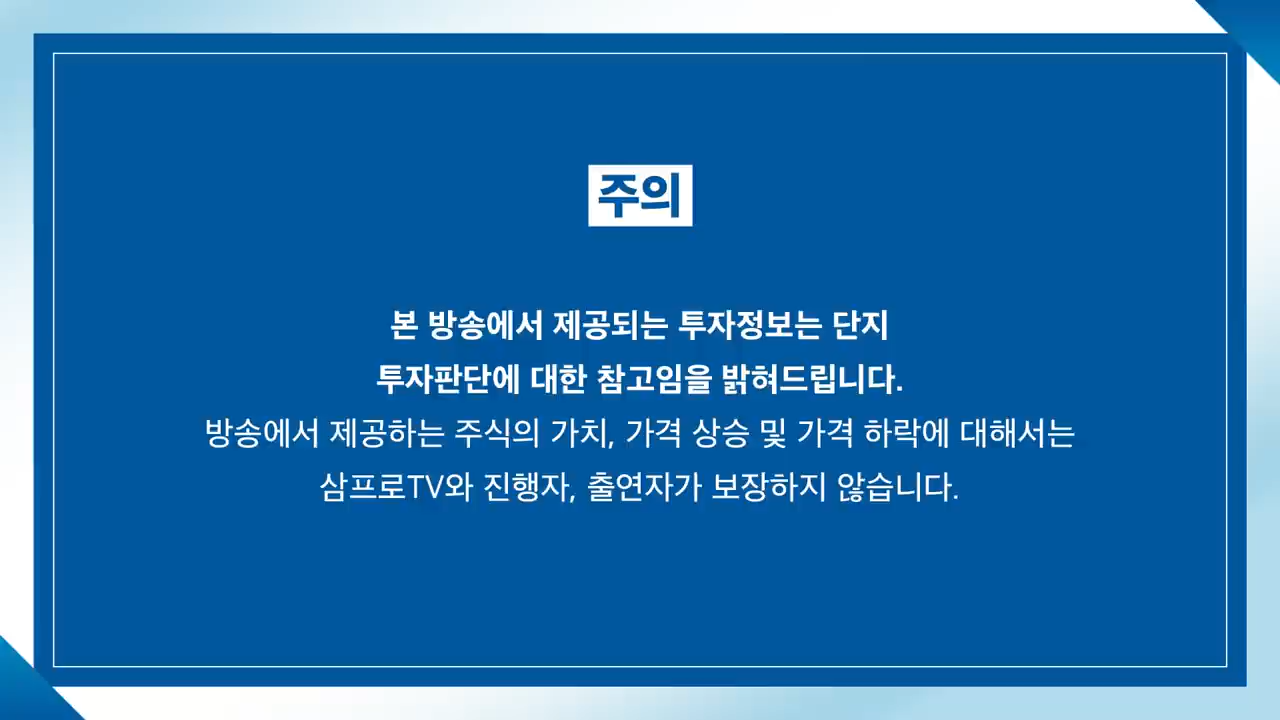 주의
본 방송에서 제공되는 투자정보는 단지
투자판단에 대한 참고임을 밝혀드립니다.
방송에서 제공하는 주식의 가치, 가격 상승 및 가격 하락에 대해서는
삼프로TV와 진행자, 출연자가 보장하지 않습니다.